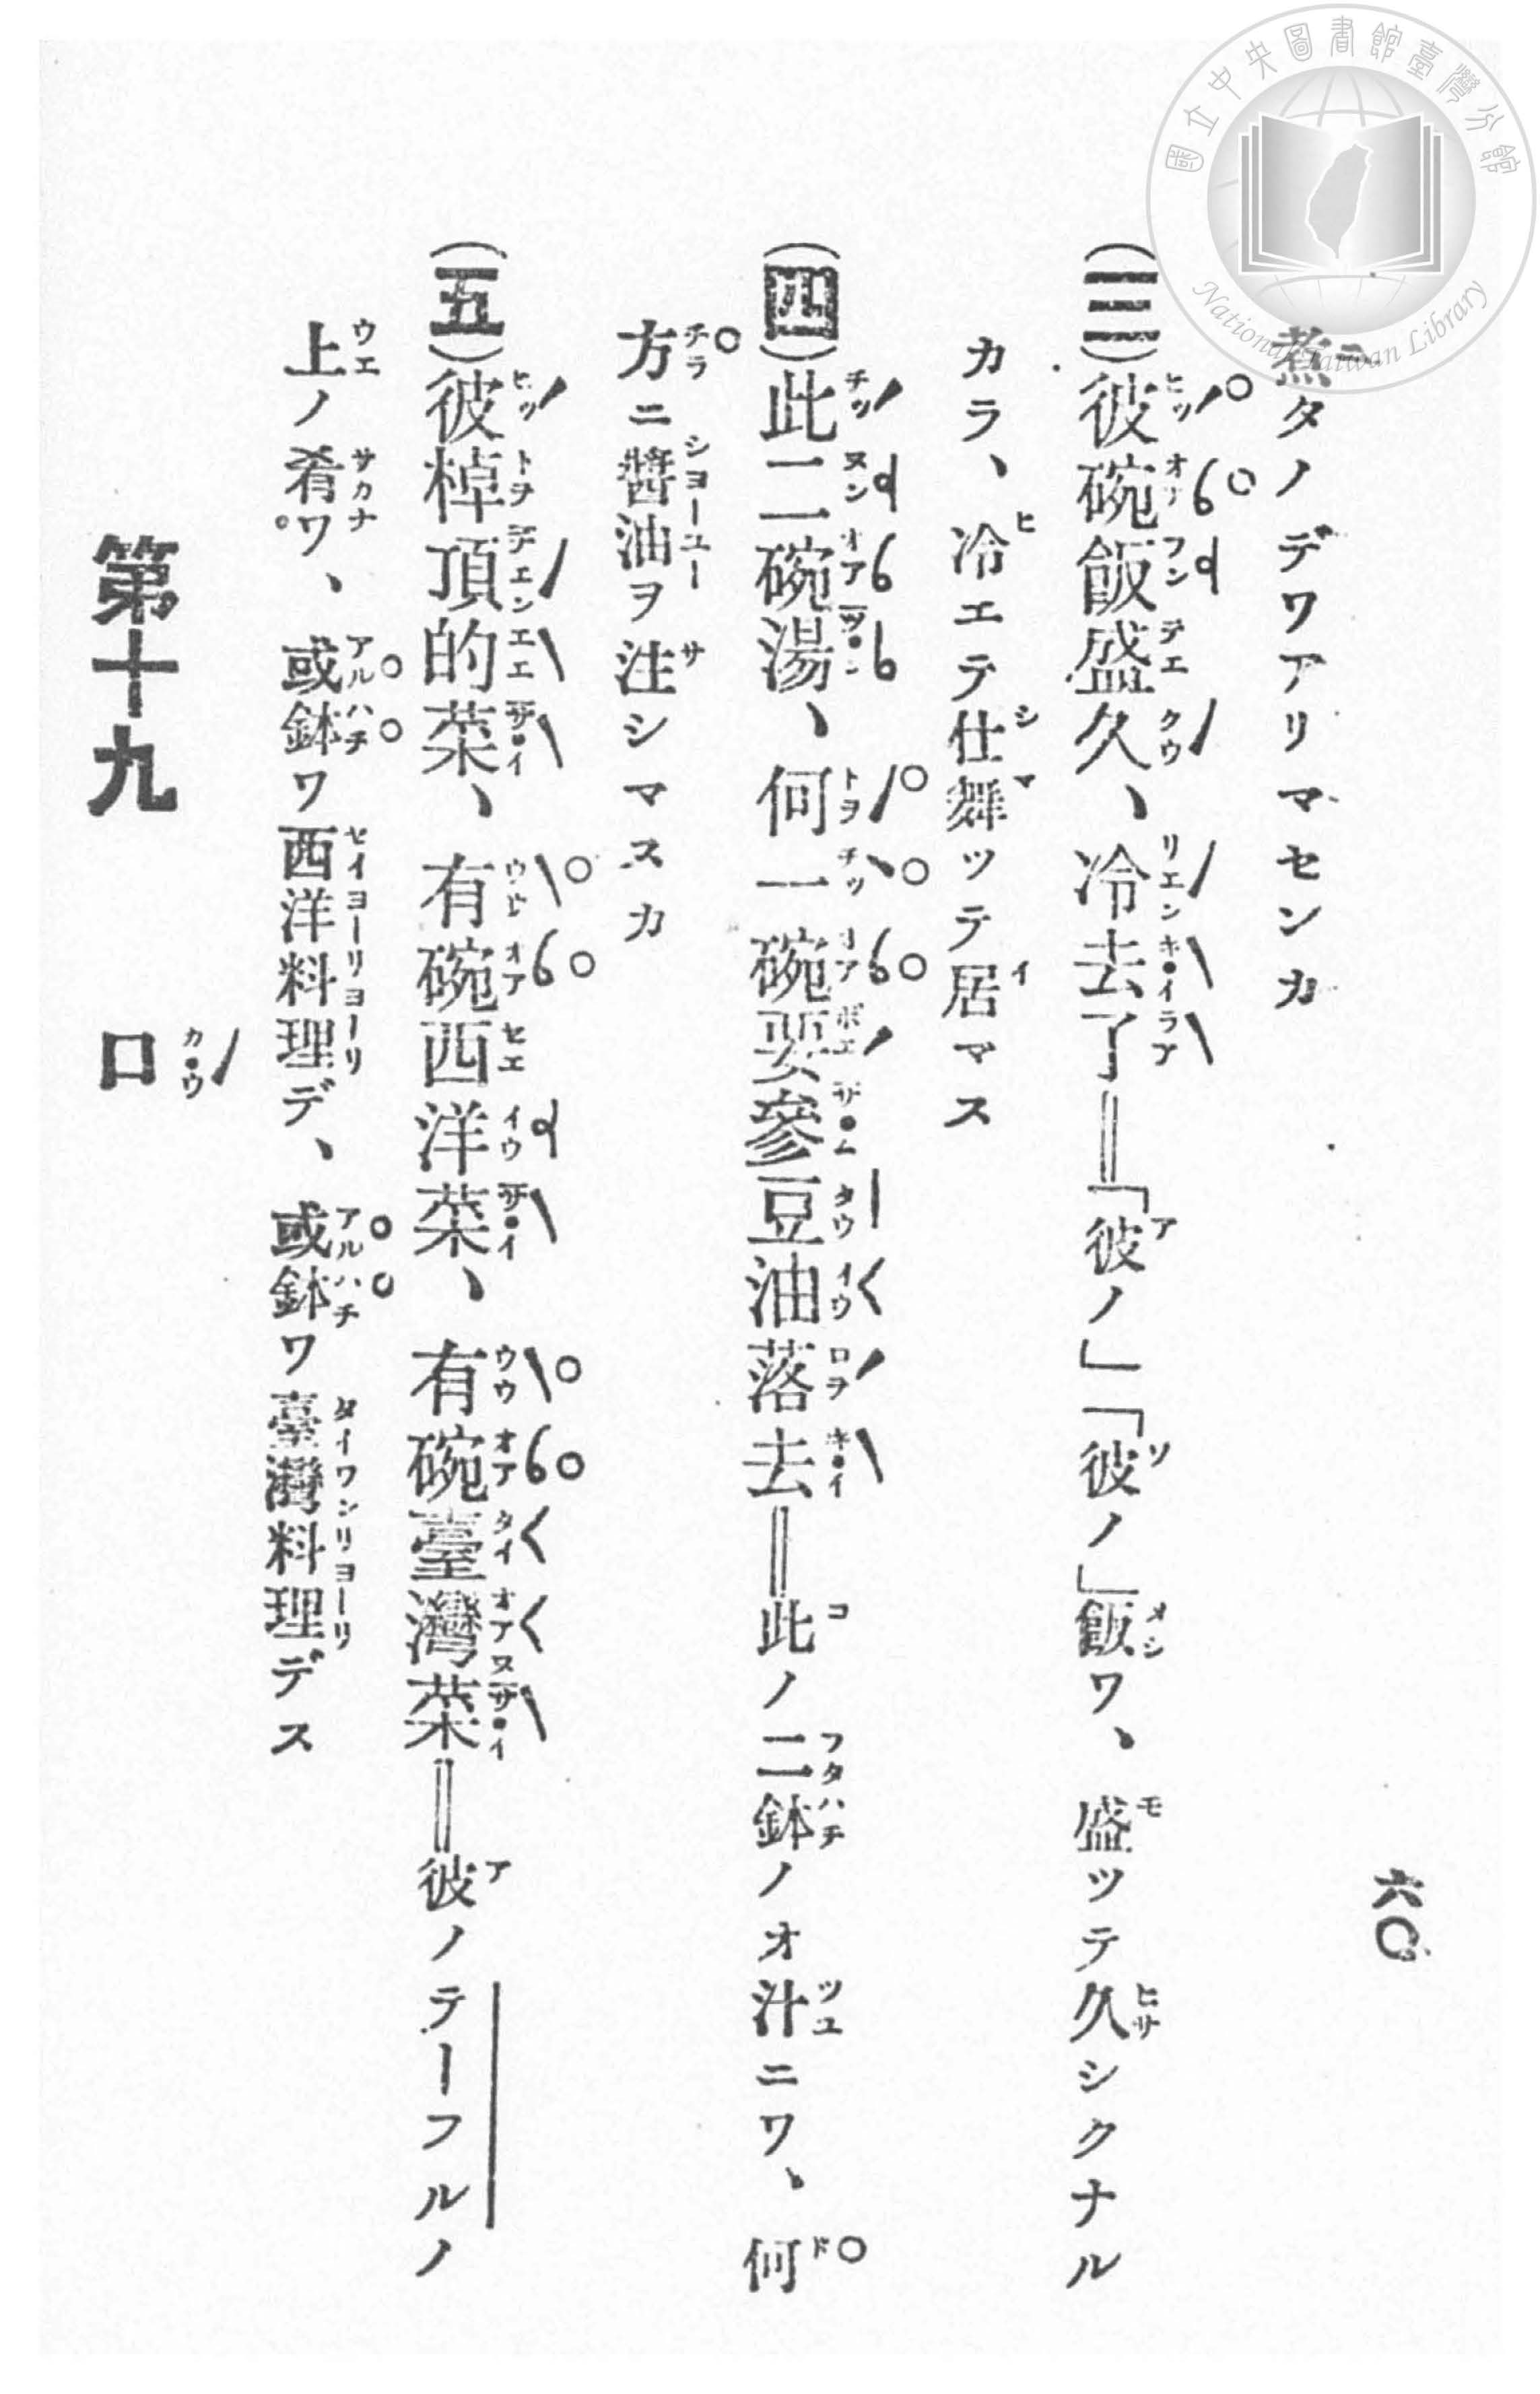 國立中央圖書館臺灣分館
National Taiwan Library
六〇
煮タノデワアリマセンカ
(三)彼碗飯盛久、冷去了＝「彼ノ」「彼ノ」飯ワ、盛ツテ久シクナル
カラ、冷エテ仕舞ツテ居マス
(四)此二碗湯、何一碗要參豆油落去＝此ノ二鉢ノオ汁ニワ、何
方ニ醬油ヲ注シマスカ
(五)彼棹頂的菜、有碗西洋菜、有碗臺灣菜＝彼ノテーフルノ
上ノ肴ワ、或鉢ワ西洋料理デ、或鉢ワ臺灣料理デス
第十九 口